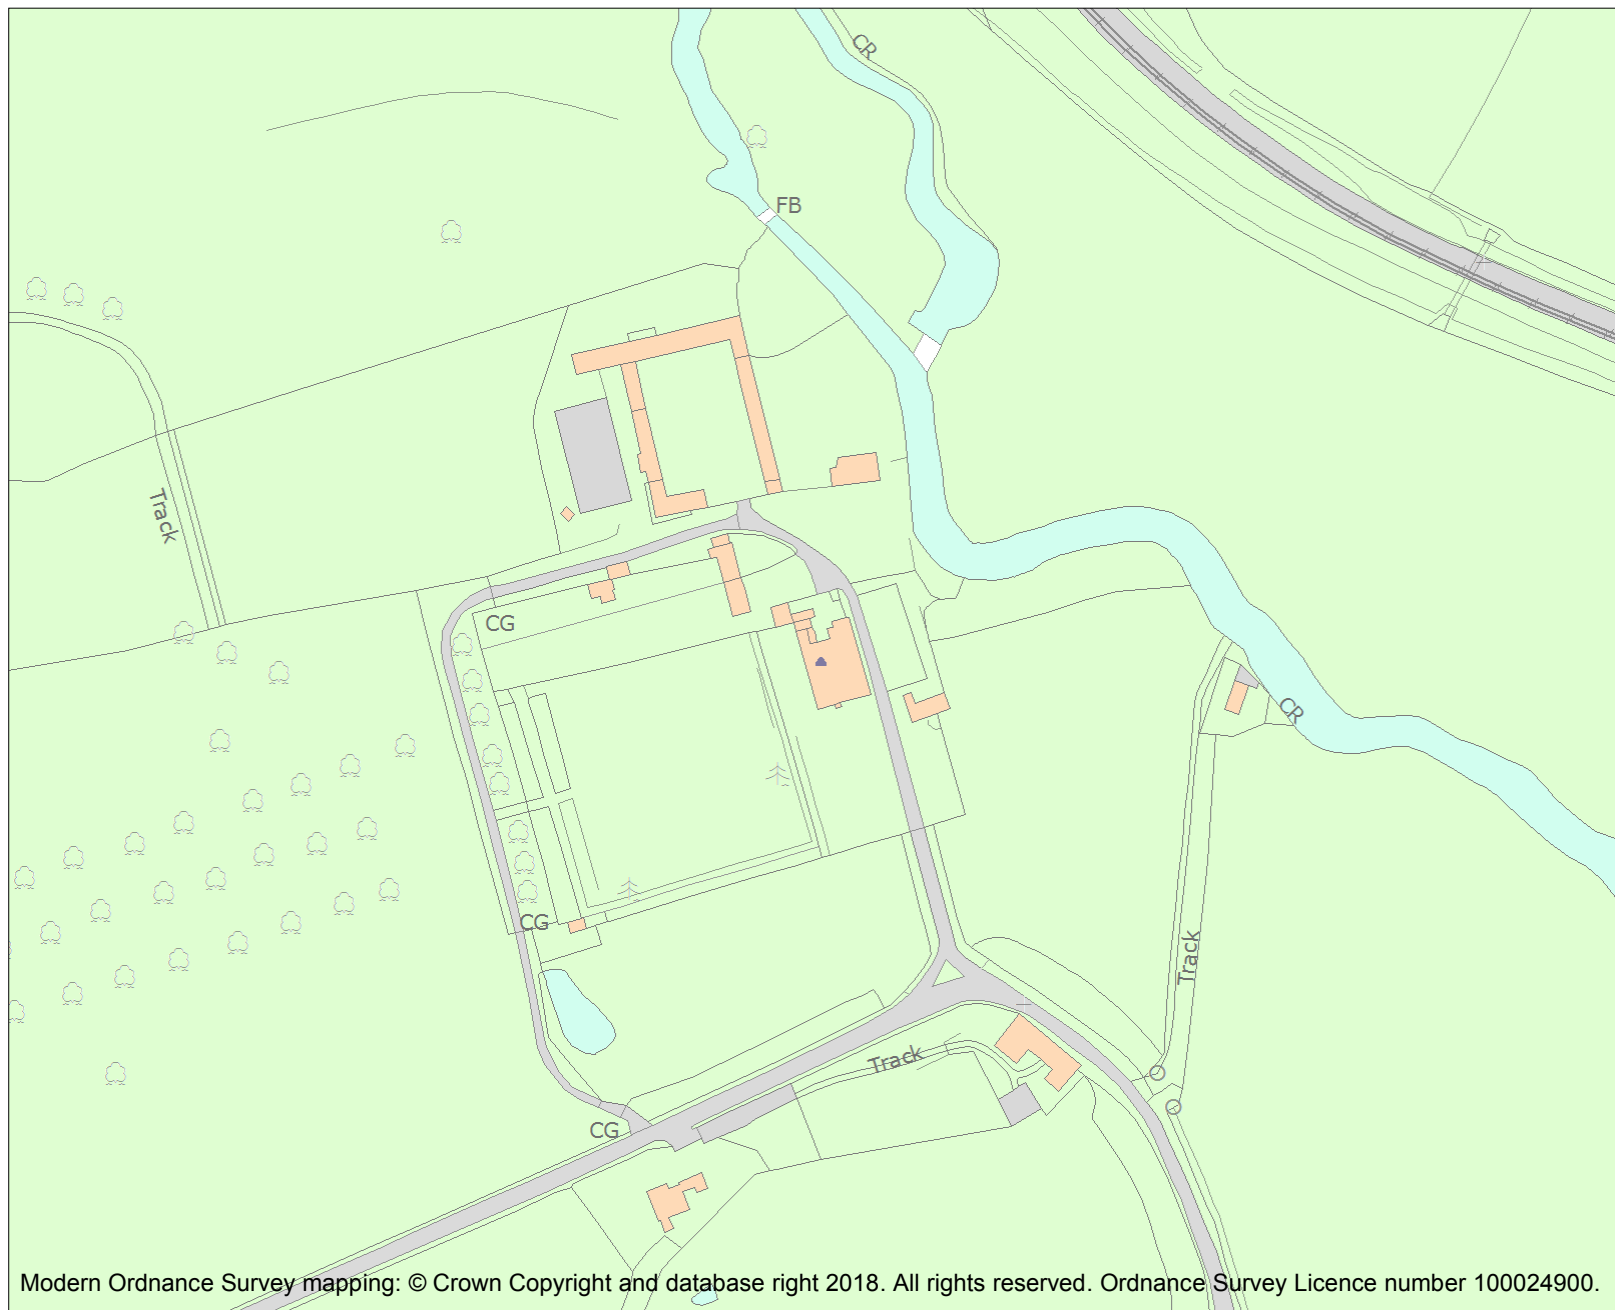 CR
FB
Track
CG
CR
CG
Track
Track
CG
Modern Ordnance Survey mapping: © Crown Copyright and database right 2018. All rights reserved. Ordnance Survey Licence number 100024900.